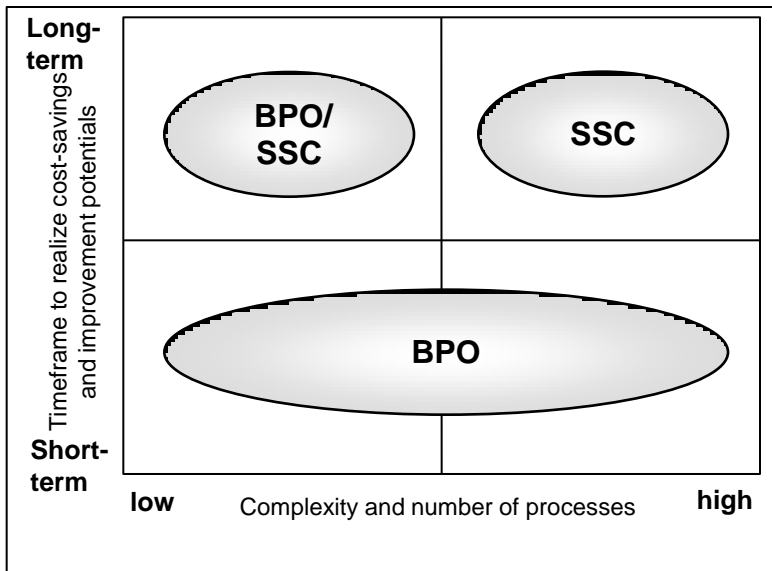 Long-
term
BPO/
SSC
SSC
Timeframe to realize cost-savings
and improvement potentials
BPO
Short-
term
low
Complexity and number of processes
high